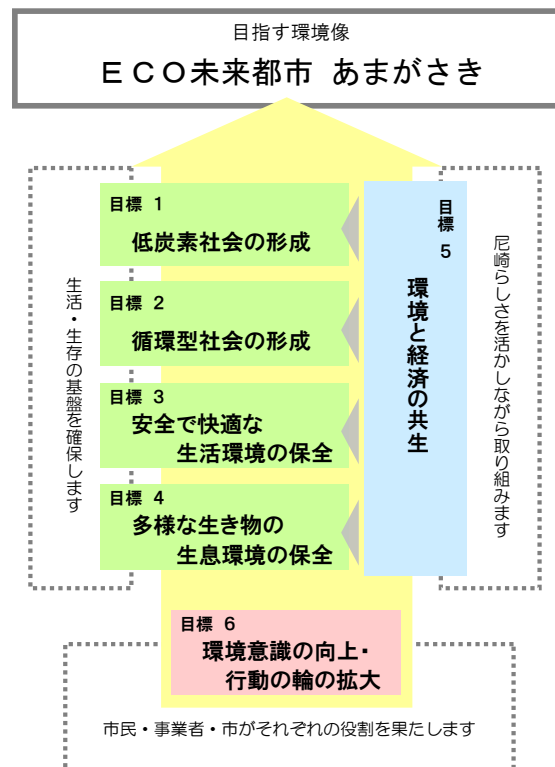 目指す環境像
ＥＣＯ未来都市 あまがさき
生活・生存の基盤を確保します
目標 1
低炭素社会の形成
目標 2
循環型社会の形成
目標 3
安全で快適な
生活環境の保全
目標 4
多様な生き物の
生息環境の保全
目標 5
環境と経済の共生
尼崎らしさを活かしながら取り組みます
目標 6
環境意識の向上・
行動の輪の拡大
市民・事業者・市がそれぞれの役割を果たします